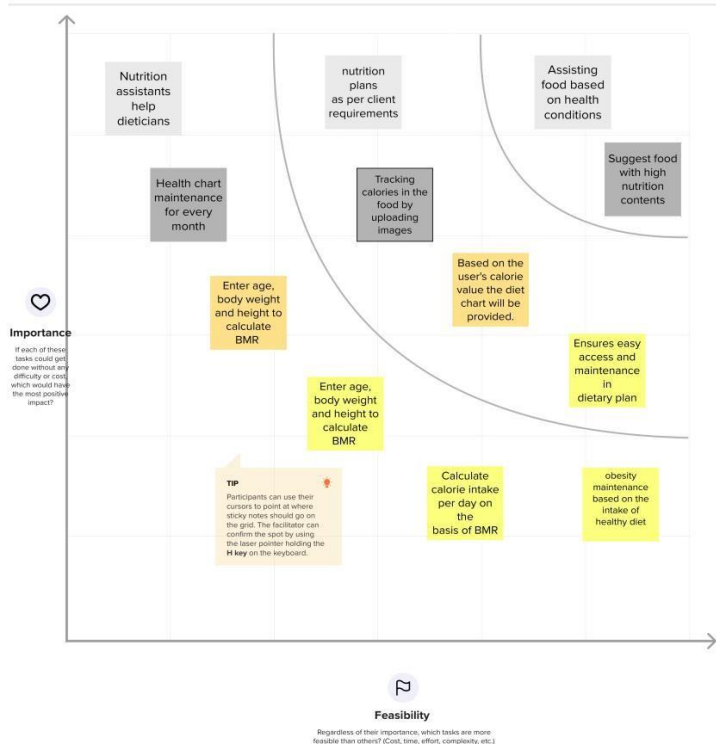 Nutrition
assistants
help
dieticians
nutrition
plans
as per client
requirements
Assisting
food based
on health
conditions
Health chart
maintenance
for every
month
Tracking
calories in the
food by
uploading
images
Suggest food
with high
nutrition
contents
Enter age,
body weight
and height to
calculate
BMR
Based on the
user's calorie
value the diet
chart will be
provided.
Importance
If each of these
tasks could get
done without any
difficulty or cost,
which would have
the most positive
impact?
Ensures easy
access and
maintenance
in
dietary plan
Enter age,
body weight
and height to
calculate
BMR
TIP
Participants can use their
cursors to point at where
sticky notes should go on
the grid. The facilitator can
confirm the spot by using
the laser pointer holding the
H key on the keyboard.
Calculate
calorie intake
per day on
the
basis of BMR
obesity
maintenance
based on the
intake of
healthy diet
Feasibility
Regardless of their importance, which tasks are more
feasible than others? (Cost, time, effort, complexity, etc.)